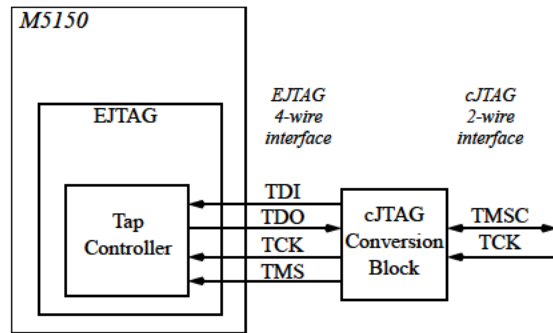 M5150
EJTAG
Tap
Controller
EJTAG
4-wire
interface
cJTAG
2-wire
interface
TDI
TDO
TCK
TMS
cJTAG
Conversion
Block
TMSC
TCK